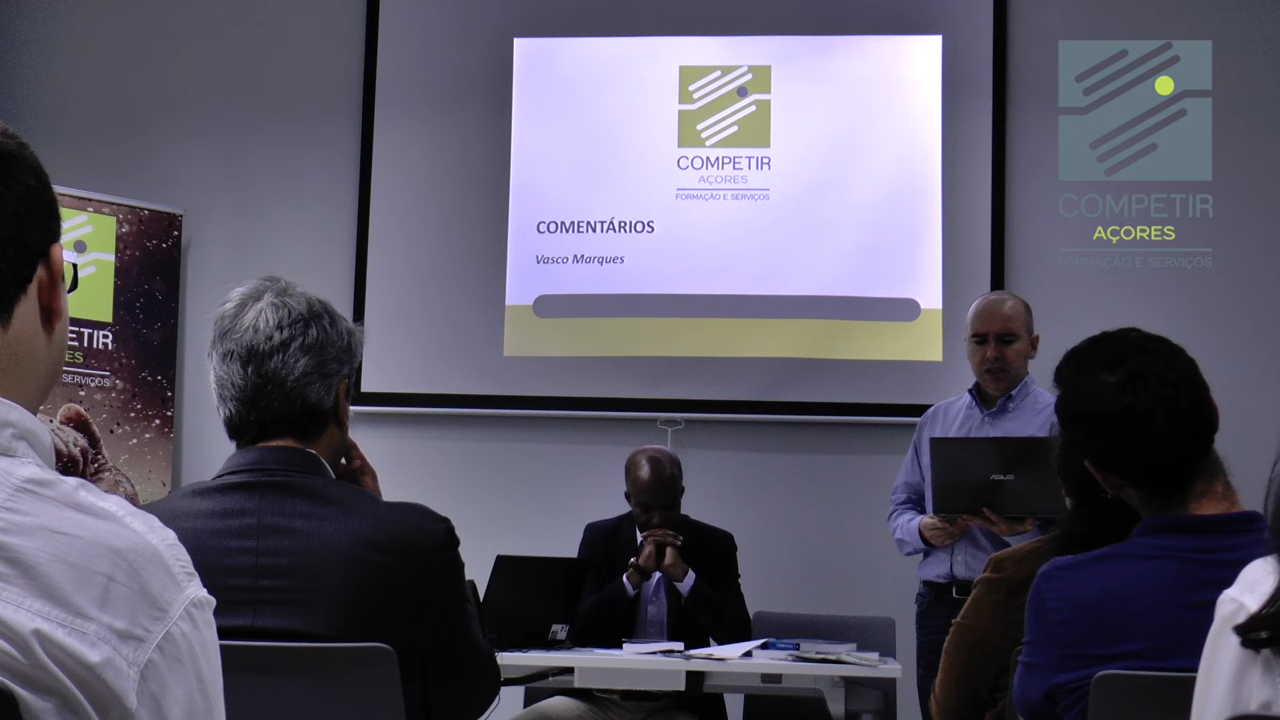 COMPETIR
AÇORES
FORMAÇÃO E SERVIÇOS
COMENTÁRIOS
Vasco Marques
COMPETIR
AÇORES
FORMAÇÃO E SERVIÇOS
ETIR
ES
SERVIÇOS
ASUS